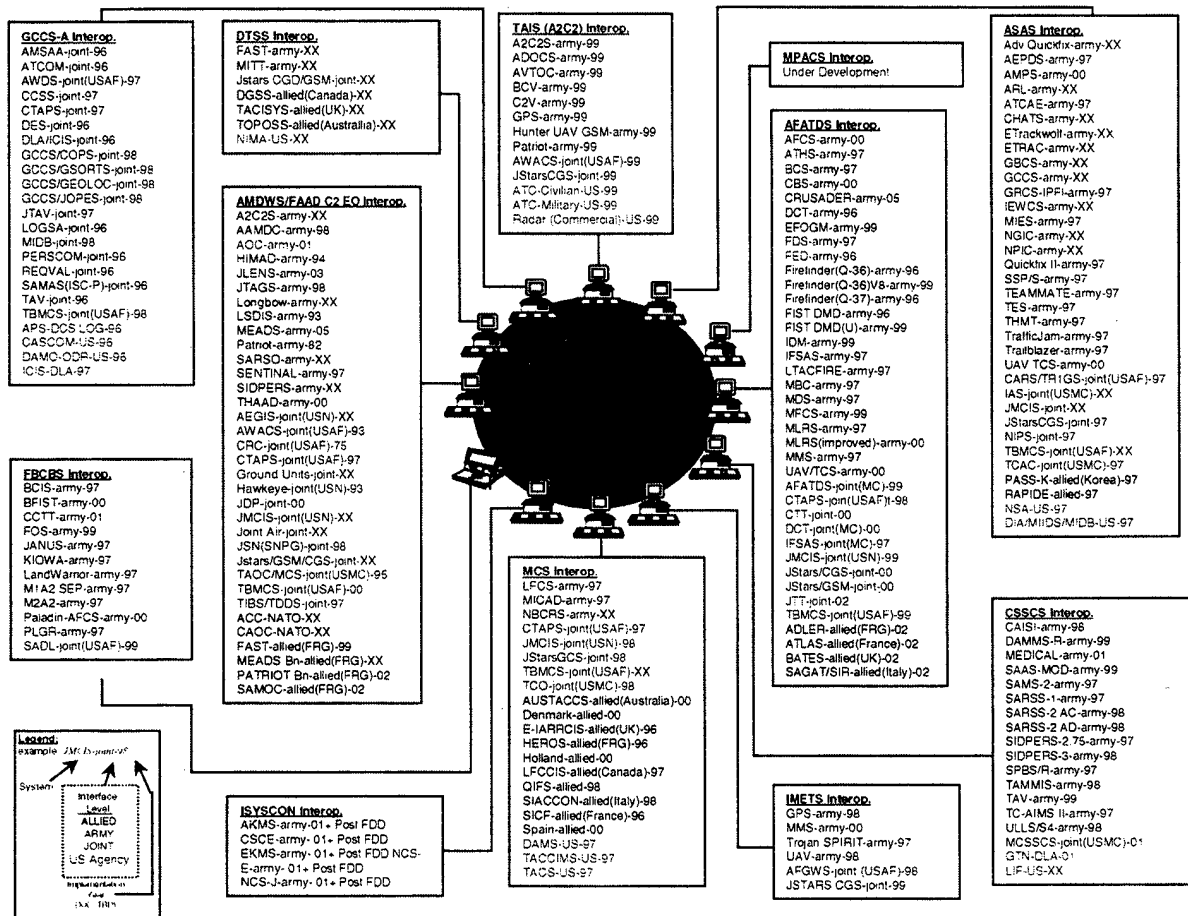 GCCS-A Interop.
AMSAA-joint-96
ATCOM-joint-96
AWDS-joint(USAF)-97
CCSS-joint-97
CTAPS-joint-97
DES-joint-96
DLA/ICIS-joint-96
GCCS/COPS-joint-98
GCCS/GSORTS-joint-98
GCCS/GEOLOC-joint-98
GCCS/JOPES-joint-98
JTAV-joint-97
LOGSA-joint-96
MIDB-joint-98
PERSCOM-joint-96
REQVAL-joint-96
SAMAS(ISC-P)-joint-96
TAV-joint-96
TBMCS-joint(USAF)-98
APS-DCS LOG-96
CASCOM-US-96
DAMO-ODR-US-96
ICIS-DLA-97
DTSS Interop.
FAST-army-XX
MITT-army-XX
Jstars CGD/GSM-joint-XX
DGSS-allied(Canada)-XX
TACISYS-allied(UK)-XX
TOPOSS-allied(Australia)-XX
NIMA-US-XX
TAIS (A2C2) Interop.
A2C2S-army-99
ADOCS-army-99
AVTOC-army-99
BCV-army-99
C2V-army-99
GPS-army-99
Hunter UAV GSM-army-99
Patriot-army-99
AWACS-joint(USAF)-99
JStarsCGS-joint-99
ATC-Civilian-US-99
ATC-Military-US-99
Radar (Commercial)-US-99
MPACS Interop.
Under Development
ASAS Interop.
Adv Quickfix-army-XX
AEPDS-army-97
AMPS-army-00
ARL-army-XX
ATCAE-army-97
CHATS-army-XX
ETrackwolf-army-XX
ETRAC-army-XX
GBCS-army-XX
GCCS-army-XX
GRCS-IPFI-army-97
IEWCS-army-XX
MIES-army-97
NGIC-army-XX
NPIC-army-XX
Quickfix II-army-97
SSP/S-army-97
TEAMMATE-army-97
TES-army-97
THMT-army-97
TrafficJam-army-97
Trailblazer-army-97
UAV TCS-army-00
CARS/TR1GS-joint(USAF)-97
IAS-joint(USMC)-XX
JMCIS-joint-XX
JStarsCGS-joint-97
NIPS-joint-97
TBMCS-joint(USAF)-XX
TCAC-joint(USMC)-97
PASS-K-allied(Korea)-97
RAPIDE-allied-97
NSA-US-97
DIA/MIIDS/MIDB-US-97
AMDWS/FAAD C2 EO Interop.
A2C2S-army-XX
AAMDC-army-98
AOC-army-01
HIMAD-army-94
JLENS-army-03
JTAGS-army-98
Longbow-army-XX
LSDIS-army-93
MEADS-army-05
Patriot-army-82
SARSO-army-XX
SENTINAL-army-97
SIDPERS-army-XX
THAAD-army-00
AEGIS-joint(USN)-XX
AWACS-joint(USAF)-93
CRC-joint(USAF)-75
CTAPS-joint(USAF)-97
Ground Units-joint-XX
Hawkeye-joint(USN)-93
JDP-joint-00
JMCIS-joint(USN)-XX
Joint Air-joint-XX
JSN(SNPG)-joint-98
Jstars/GSM/CGS-joint-XX
TAOC/MCS-joint(USMC)-95
TBMCS-joint(USAF)-00
TIBS/TDDS-joint-97
ACC-NATO-XX
CAOC-NATO-XX
FAST-allied(FRG)-99
MEADS Bn-allied(FRG)-XX
PATRIOT Bn-allied(FRG)-02
SAMOC-allied(FRG)-02
AFATDS Interop.
AFCS-army-00
ATHS-army-97
BCS-army-97
CBS-army-00
CRUSADER-army-05
DCT-army-96
EFOGM-army-99
FDS-army-97
FED-army-96
Firefinder(Q-36)-army-96
Firefinder(Q-36)V8-army-99
Firefinder(Q-37)-army-96
FIST DMD-army-96
FIST DMD(U)-army-99
IDM-army-99
IFSAS-army-97
LTACFIRE-army-97
MBC-army-97
MDS-army-97
MFCS-army-99
MLRS-army-97
MLRS(improved)-army-00
MMS-army-97
UAV/TCS-army-00
AFATDS-joint(MC)-99
CTAPS-join(USAF)t-98
CTT-joint-00
DCT-joint(MC)-00
IFSAS-joint(MC)-97
JMCIS-joint(USN)-99
JStars/CGS-joint-00
JStars/GSM-joint-00
JTT-joint-02
TBMCS-joint(USAF)-99
ADLER-allied(FRG)-02
ATLAS-allied(France)-02
BATES-allied(UK)-02
SAGAT/SIR-allied(Italy)-02
FBCBS Interop.
BCIS-army-97
BFIST-army-00
CCTT-army-01
FOS-army-99
JANUS-army-97
KIOWA-army-97
LandWarrior-army-97
M1A2 SEP-army-97
M2A2-army-97
Paladin-AFCS-army-00
PLGR-army-97
SADL-joint(USAF)-99
MCS Interop.
LFCS-army-97
MICAD-army-97
NBCRS-army-XX
CTAPS-joint(USAF)-97
JMCIS-joint(USN)-98
JStarsGCS-joint-98
TBMCS-joint(USAF)-XX
TCO-joint(USMC)-98
AUSTACCS-allied(Australia)-00
Denmark-allied-00
E-IARRCIS-allied(UK)-96
HEROS-allied(FRG)-96
Holland-allied-00
LFCCIS-allied(Canada)-97
QIFS-allied-98
SIACCON-allied(Italy)-98
SICF-allied(France)-96
Spain-allied-00
DAMS-US-97
TACCIMS-US-97
TACS-US-97
CSSCS Interop.
CAISI-army-98
DAMMS-R-army-99
MEDICAL-army-01
SAAS-MOD-army-99
SAMS-2-army-97
SARSS-1-army-97
SARSS-2 AC-army-98
SARSS-2 AD-army-98
SIDPERS-2.75-army-97
SIDPERS-3-army-98
SPBS/R-army-97
TAMMIS-army-98
TAV-army-99
TC-AIMS II-army-97
ULLS/S4-army-98
MCSSCS-joint(USMC)-01
GTN-DLA-01
LIF-US-XX
Legend:
example JMCIS-joint-98
System
Interface
Level
ALLIED
ARMY
JOINT
US Agency
Implementation
Year
ISYSCON Interop.
AKMS-army-01+ Post FDD
CSCE-army- 01+ Post FDD
EKMS-army- 01+ Post FDD NCS-
E-army- 01+ Post FDD
NCS-J-army- 01+ Post FDD
IMETS Interop.
GPS-army-98
MMS-army-00
Trojan SPIRIT-army-97
UAV-army-98
AFGWS-joint (USAF)-98
JSTARS CGS-joint-99